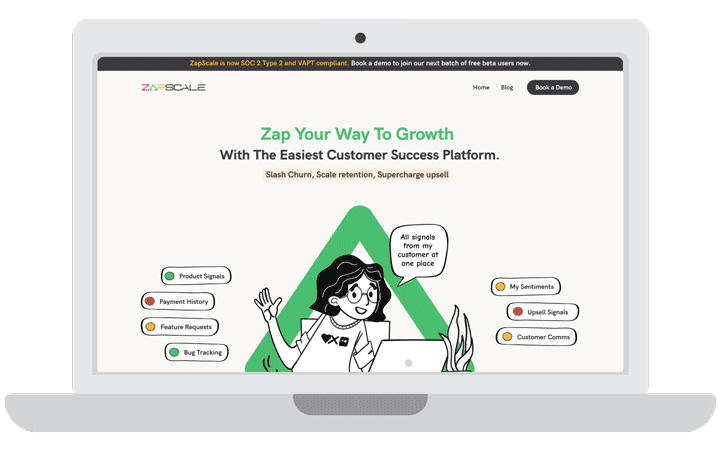 ZapScale is now SOC 2 Type 2 and VAPT compliant. Book a demo to join our next batch of free beta users now.
ZAPSCALE
Home
Blog
Book a Demo
Zap Your Way To Growth
With The Easiest Customer Success Platform.
Slash Churn, Scale retention, Supercharge upsell
All signals
from my
customer at
one place
Product Signals
Payment History
Feature Requests
Bug Tracking
My Sentiments
Upsell Signals
Customer Comms